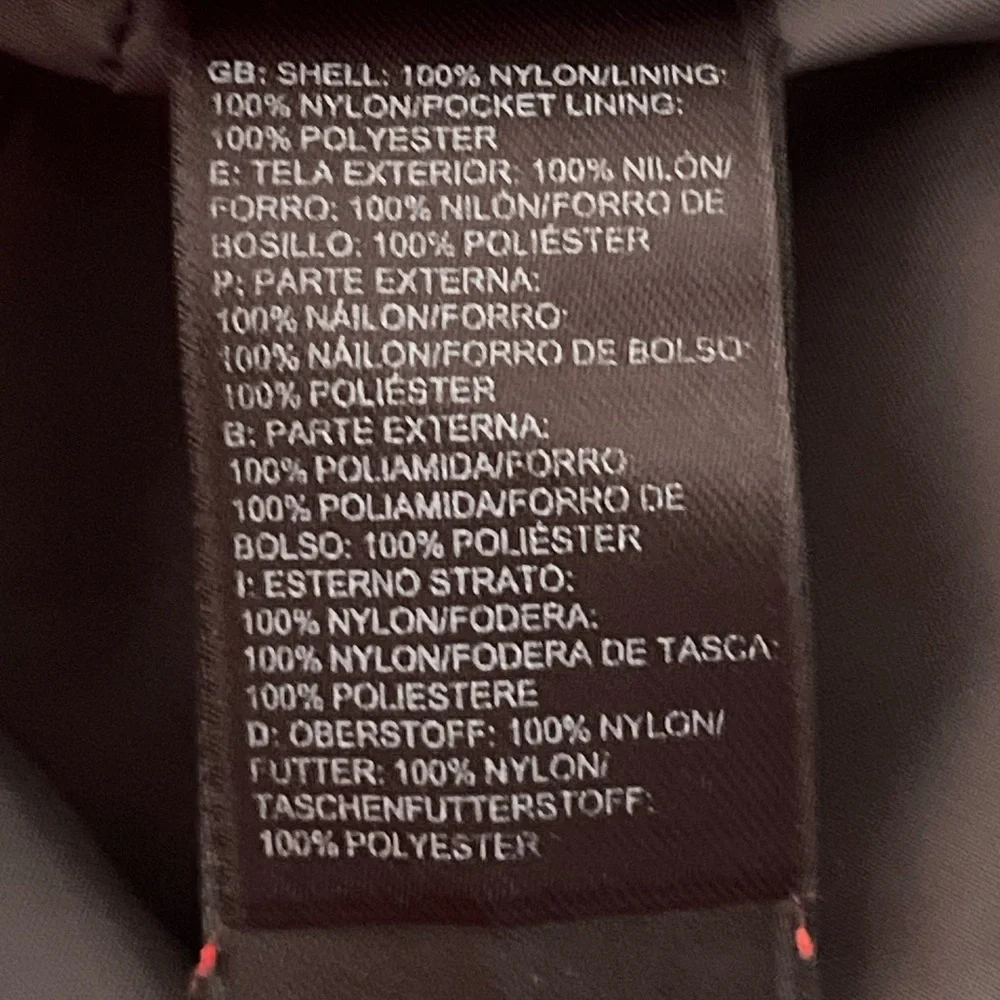 GB: SHELL: 100% NYLON/LINING:
100% NYLON/POCKET LINING:
100% POLYESTER
E: TELA EXTERIOR: 100% NILÓN/
FORRO: 100% NILÓN/FORRO DE
BOSILLO: 100% POLIÉSTER
P: PARTE EXTERNA:
100% NÁILON/FORRO:
100% NÁILON/FORRO DE BOLSO:
100% POLIÉSTER
B: PARTE EXTERNA:
100% POLIAMIDA/FORRO:
100% POLIAMIDA/FORRO DE
BOLSO: 100% POLIÉSTER
I: ESTERNO STRATO:
100% NYLON/FODERA:
100% NYLON/FODERA DE TASCA:
100% POLIESTERE
D: OBERSTOFF: 100% NYLON/
FUTTER: 100% NYLON/
TASCHENFUTTERSTOFF:
100% POLYESTER